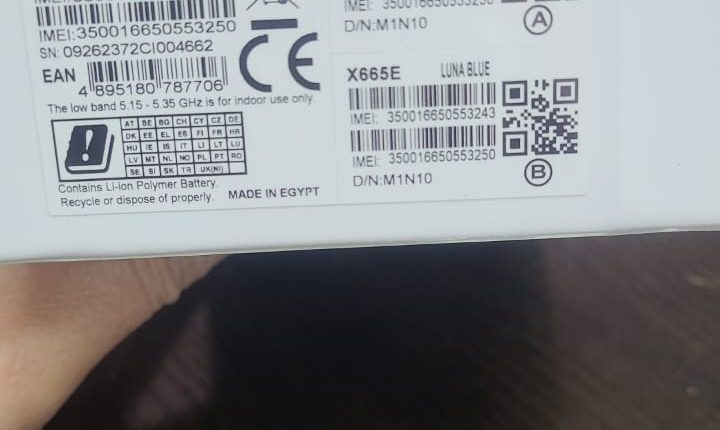 IMEI:350016650553250
SN: 09262372CI004662
EAN
4 895180 787706
The low band 5.15 - 5.35 GHz is for indoor use only.
AT BE BG CH CY CZ DE
DK EE EL ES FI FR HR
HU IE IS IT LI LT LU
LV MT NL NO PL PT RO
SE SI SK TR UK(NI)
Contains Li-ion Polymer Battery.
Recycle or dispose of properly.
MADE IN EGYPT
CE
IMEI: 350016650553250
D/N:M1N10
A
X665E LUNA BLUE
IMEI: 350016650553243
IMEI: 350016650553250
D/N:M1N10
B